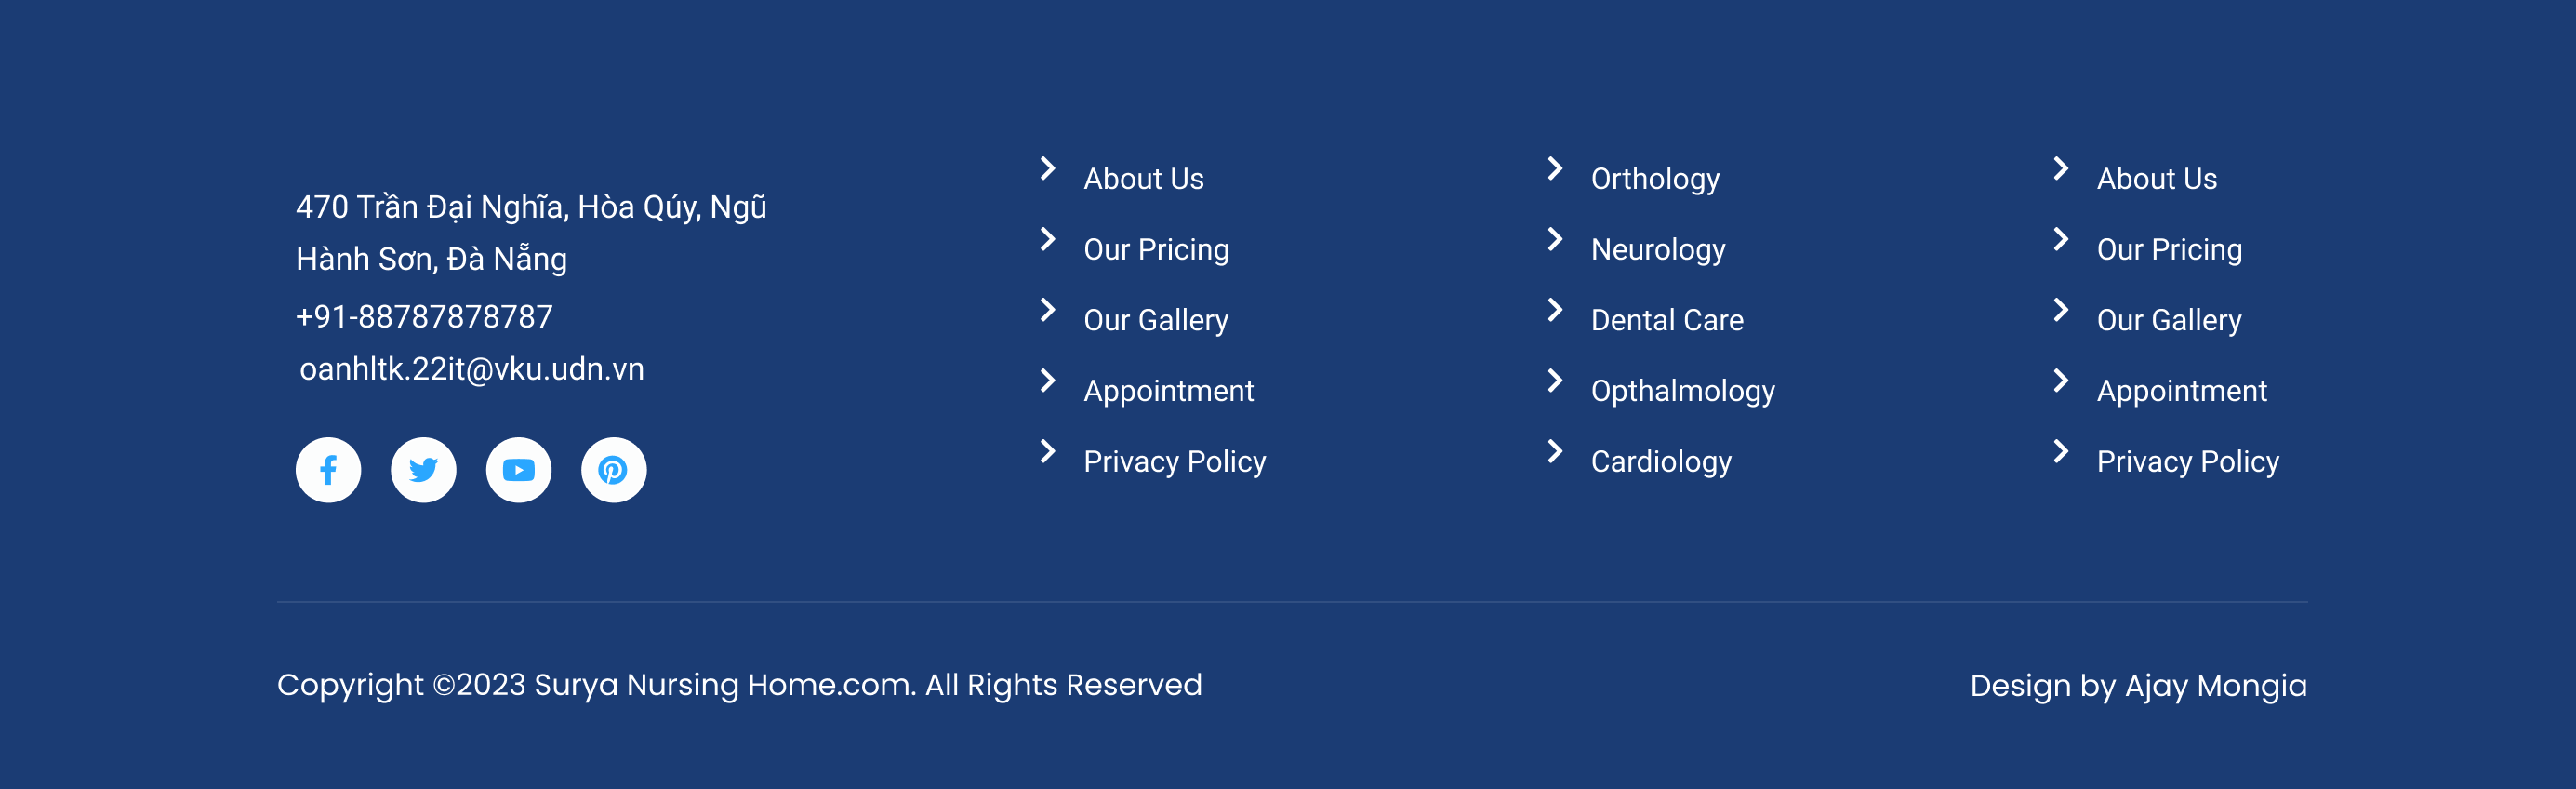 470 Trần Đại Nghĩa, Hòa Qúy, Ngũ
Hành Sơn, Đà Nẵng
+91-88787878787
oanhltk.22it@vku.udn.vn
About Us
Our Pricing
Our Gallery
Appointment
Privacy Policy
Orthology
Neurology
Dental Care
Opthalmology
Cardiology
About Us
Our Pricing
Our Gallery
Appointment
Privacy Policy
Copyright ©2023 Surya Nursing Home.com. All Rights Reserved
Design by Ajay Mongia